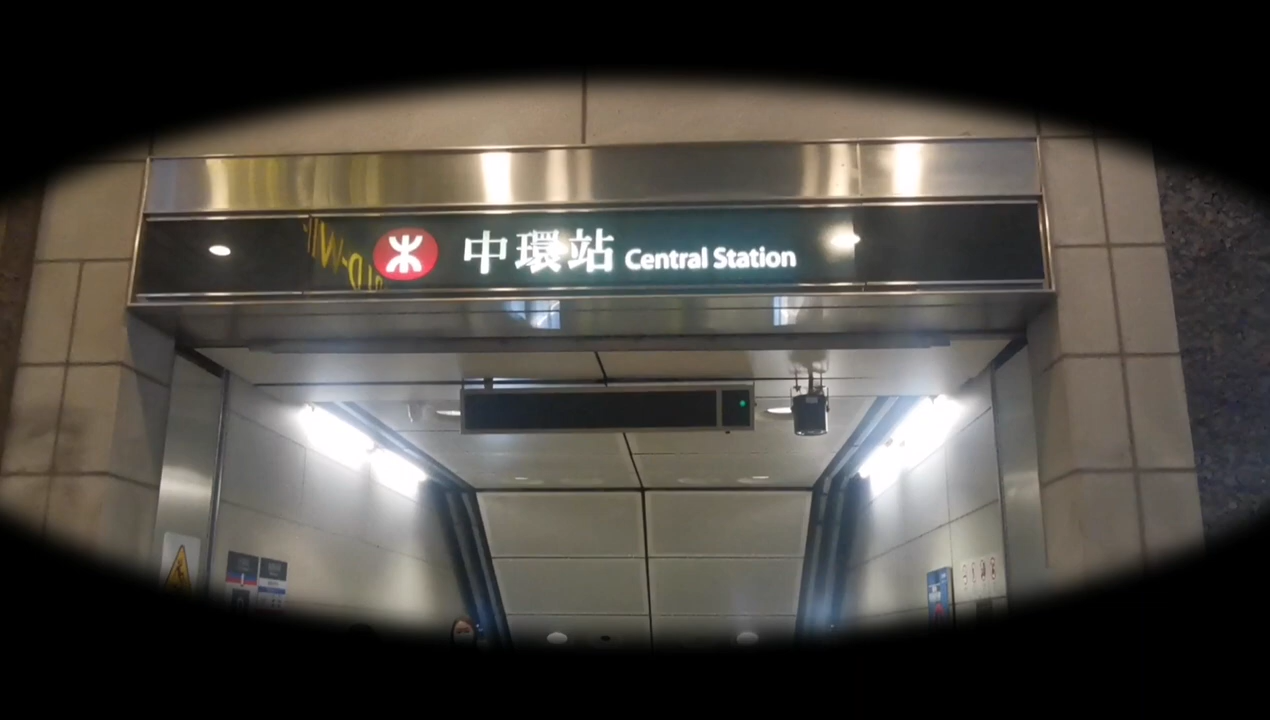 中環站 Central Station